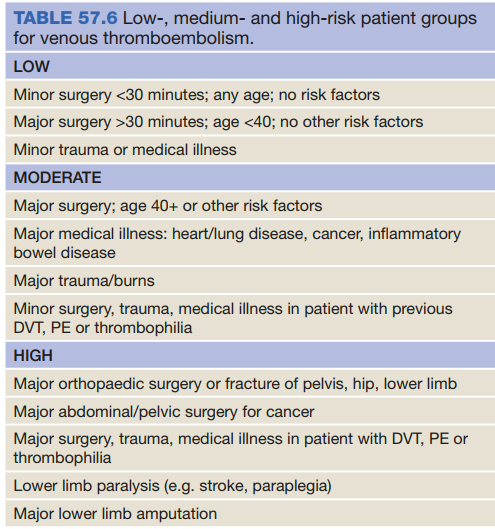 TABLE 57.6 Low-, medium- and high-risk patient groups
for venous thromboembolism.
LOW
Minor surgery <30 minutes; any age; no risk factors
Major surgery >30 minutes; age <40; no other risk factors
Minor trauma or medical illness
MODERATE
Major surgery; age 40+ or other risk factors
Major medical illness: heart/lung disease, cancer, inflammatory
bowel disease
Major trauma/burns
Minor surgery, trauma, medical illness in patient with previous
DVT, PE or thrombophilia
HIGH
Major orthopaedic surgery or fracture of pelvis, hip, lower limb
Major abdominal/pelvic surgery for cancer
Major surgery, trauma, medical illness in patient with DVT, PE or
thrombophilia
Lower limb paralysis (e.g. stroke, paraplegia)
Major lower limb amputation